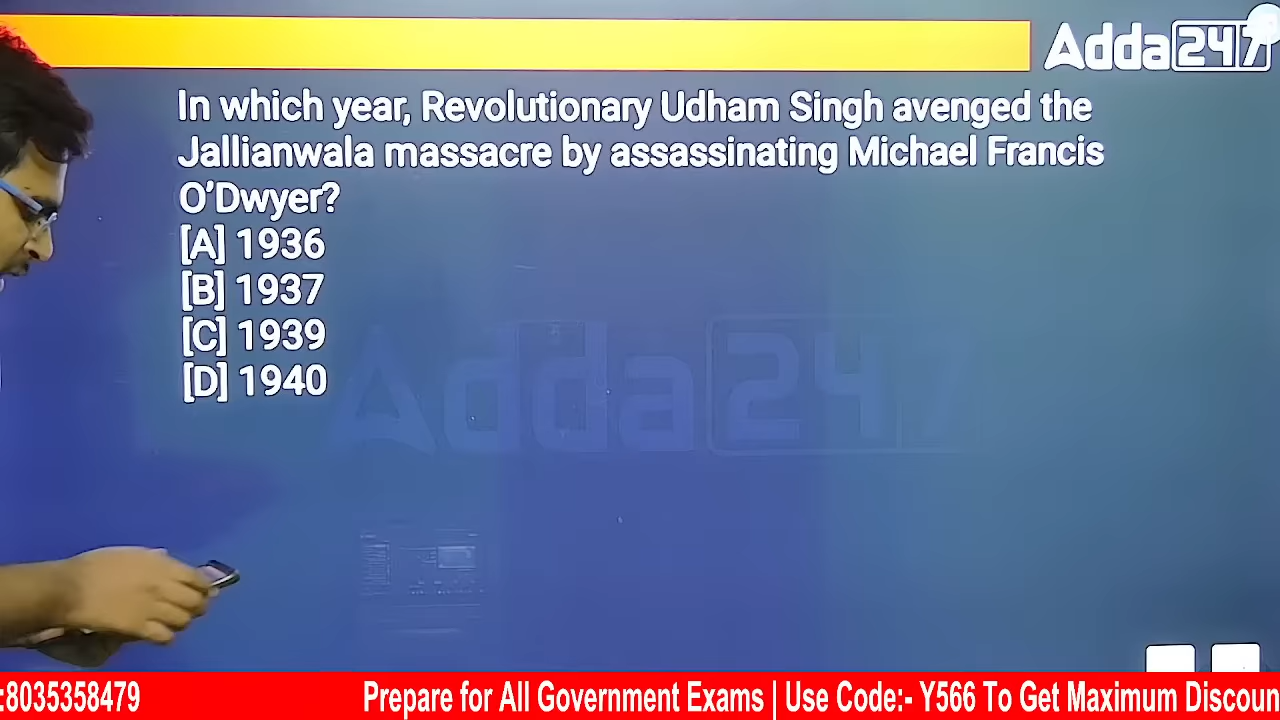 Adda247
In which year, Revolutionary Udham Singh avenged the
Jallianwala massacre by assassinating Michael Francis
O'Dwyer?
[A] 1936
[B] 1937
[C] 1939
[D] 1940
Adda247
:8035358479 Prepare for All Government Exams | Use Code:- Y566 To Get Maximum Discoun